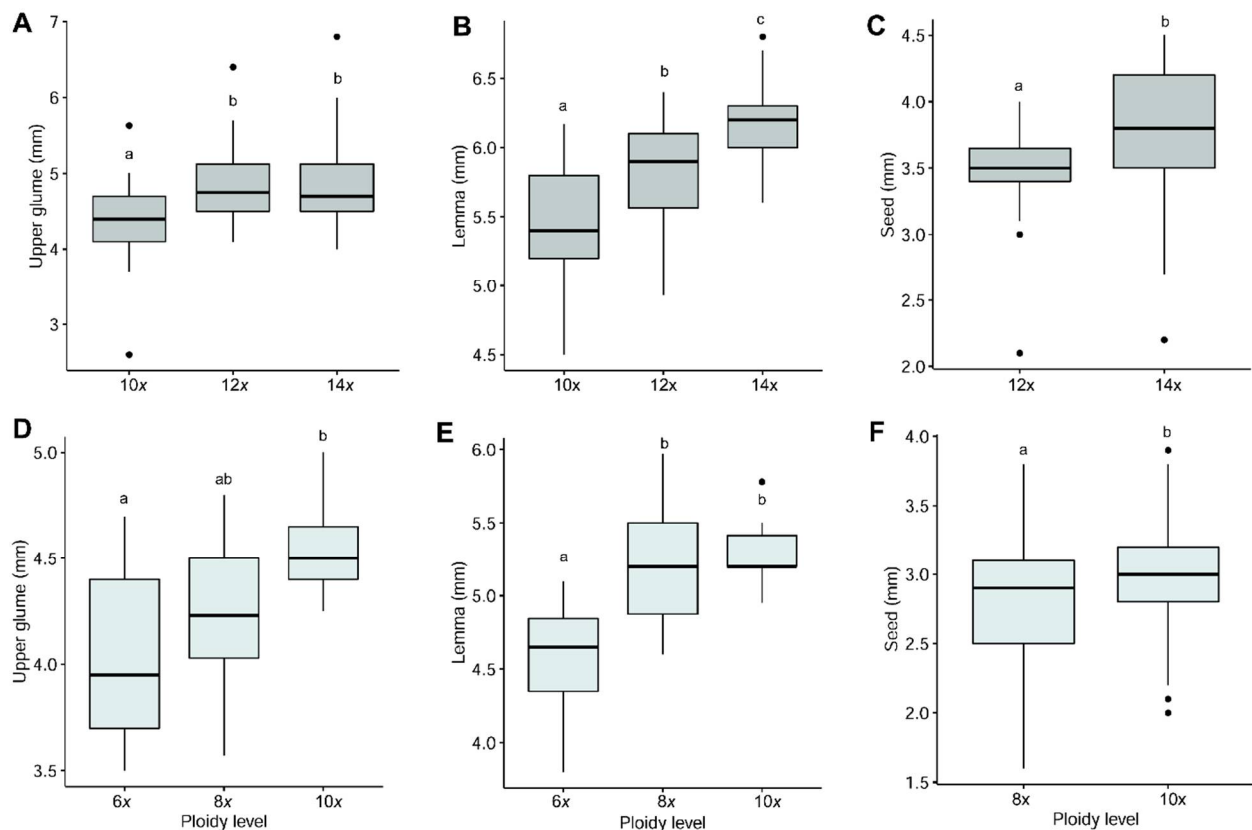 A
Upper glume (mm)
7
6
5
4
3
a
b
b
10x
12x
14x
B
Lemma (mm)
6.5
6.0
5.5
5.0
4.5
a
b
c
10x
12x
14x
C
Seed (mm)
4.5
4.0
3.5
3.0
2.5
2.0
a
b
12x
14x
D
Upper glume (mm)
5.0
4.5
4.0
3.5
a
ab
b
6x
8x
10x
Ploidy level
E
Lemma (mm)
6.0
5.5
5.0
4.5
4.0
a
b
b
6x
8x
10x
Ploidy level
F
Seed (mm)
4.0
3.5
3.0
2.5
2.0
1.5
a
b
8x
10x
Ploidy level